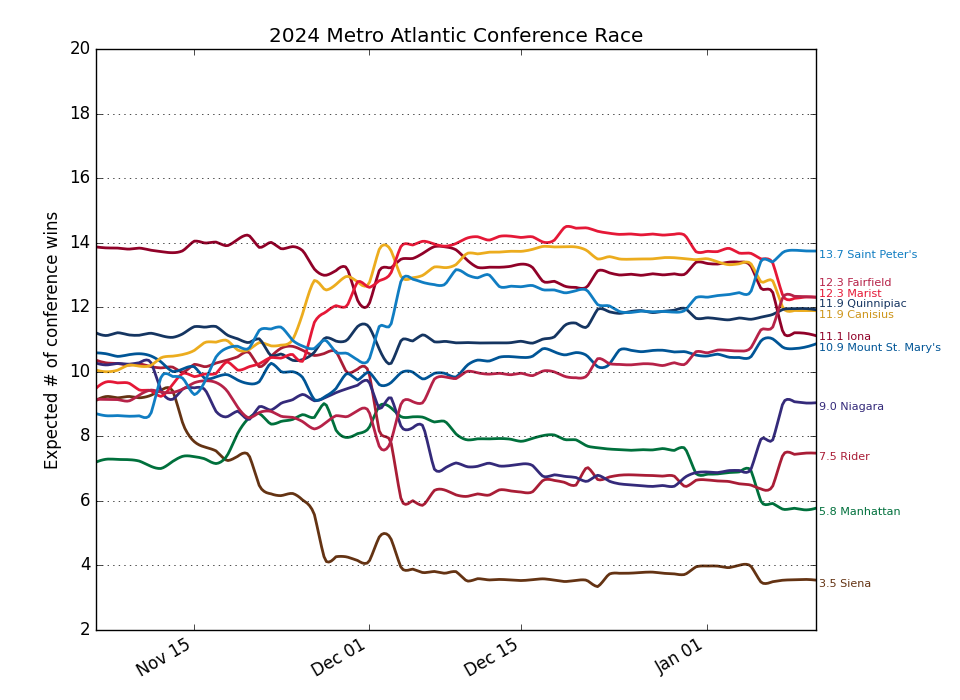 2024 Metro Atlantic Conference Race
Expected # of conference wins
20
18
16
14
12
10
8
6
4
2
13.7 Saint Peter's
12.3 Fairfield
12.3 Marist
11.9 Quinnipiac
11.9 Canisius
11.1 Iona
10.9 Mount St. Mary's
9.0 Niagara
7.5 Rider
5.8 Manhattan
3.5 Siena
Nov 15
Dec 01
Dec 15
Jan 01